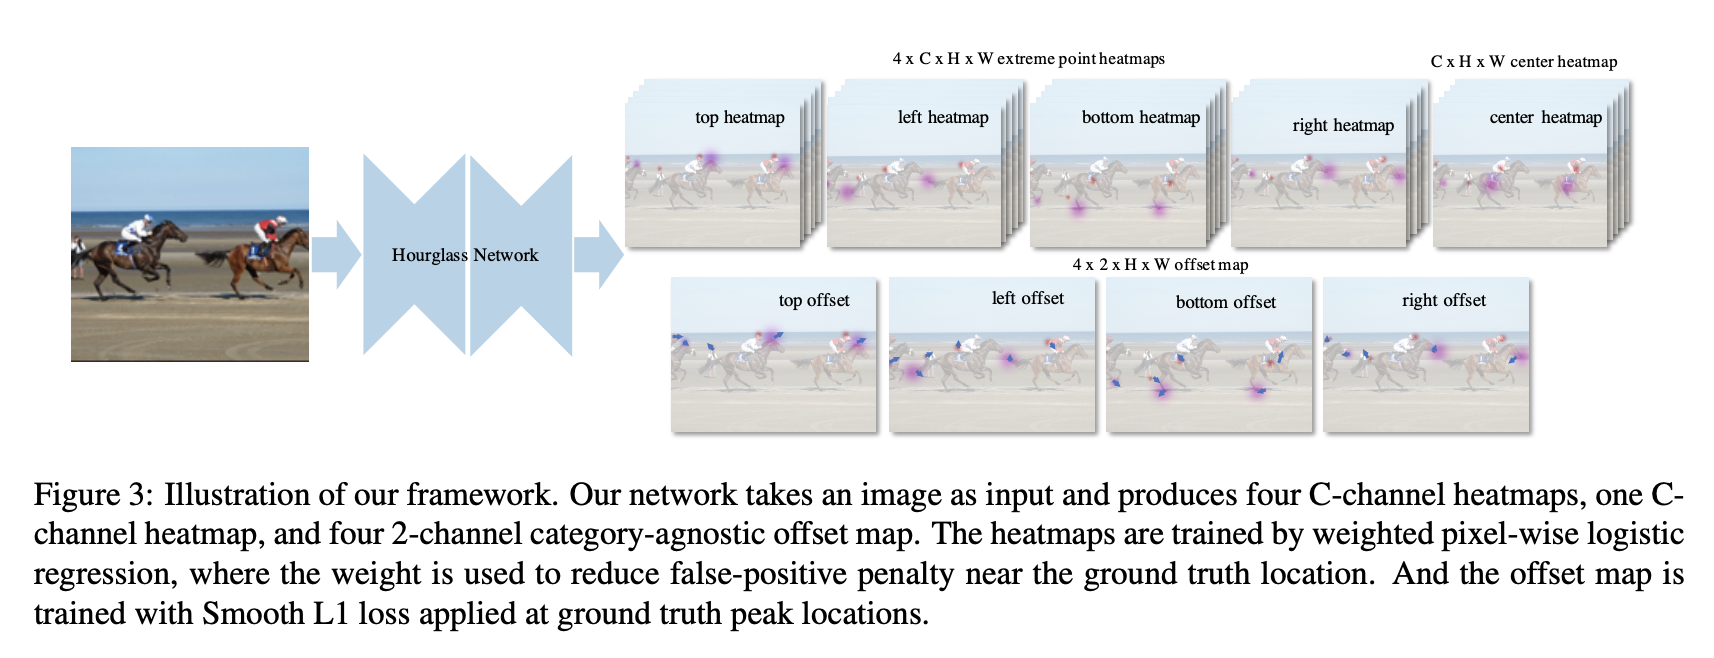 4 x C x H x W extreme point heatmaps
C x H x W center heatmap
top heatmap
left heatmap
bottom heatmap
right heatmap
center heatmap
Hourglass Network
4 x 2 x H x W offset map
top offset
left offset
bottom offset
right offset
Figure 3: Illustration of our framework. Our network takes an image as input and produces four C-channel heatmaps, one C-
channel heatmap, and four 2-channel category-agnostic offset map. The heatmaps are trained by weighted pixel-wise logistic
regression, where the weight is used to reduce false-positive penalty near the ground truth location. And the offset map is
trained with Smooth L1 loss applied at ground truth peak locations.